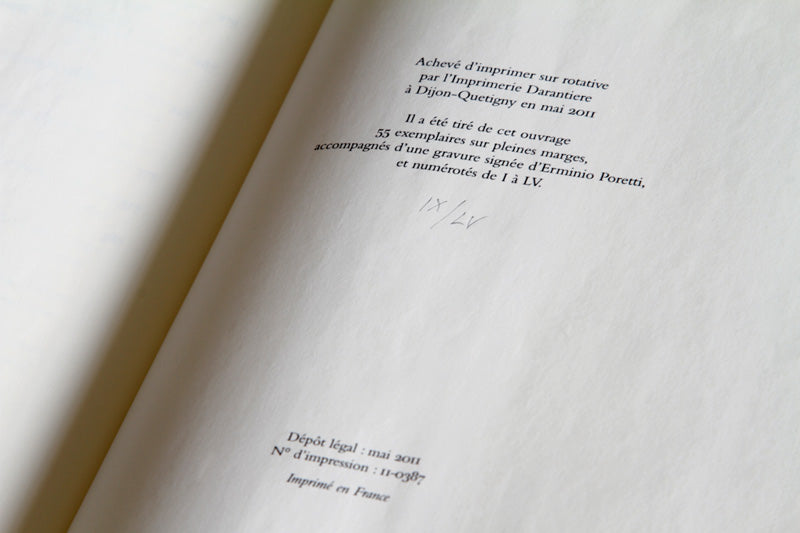 Achevé d'imprimer sur rotative
par l'Imprimerie Darantiere
à Dijon-Quetigny en mai 2011
Il a été tiré de cet ouvrage
55 exemplaires sur pleines marges,
accompagnés d'une gravure signée d'Erminio Poretti,
et numérotés de I à LV.
IX/LV
Dépôt légal : mai 2011
N° d'impression : 11-0387
Imprimé en France